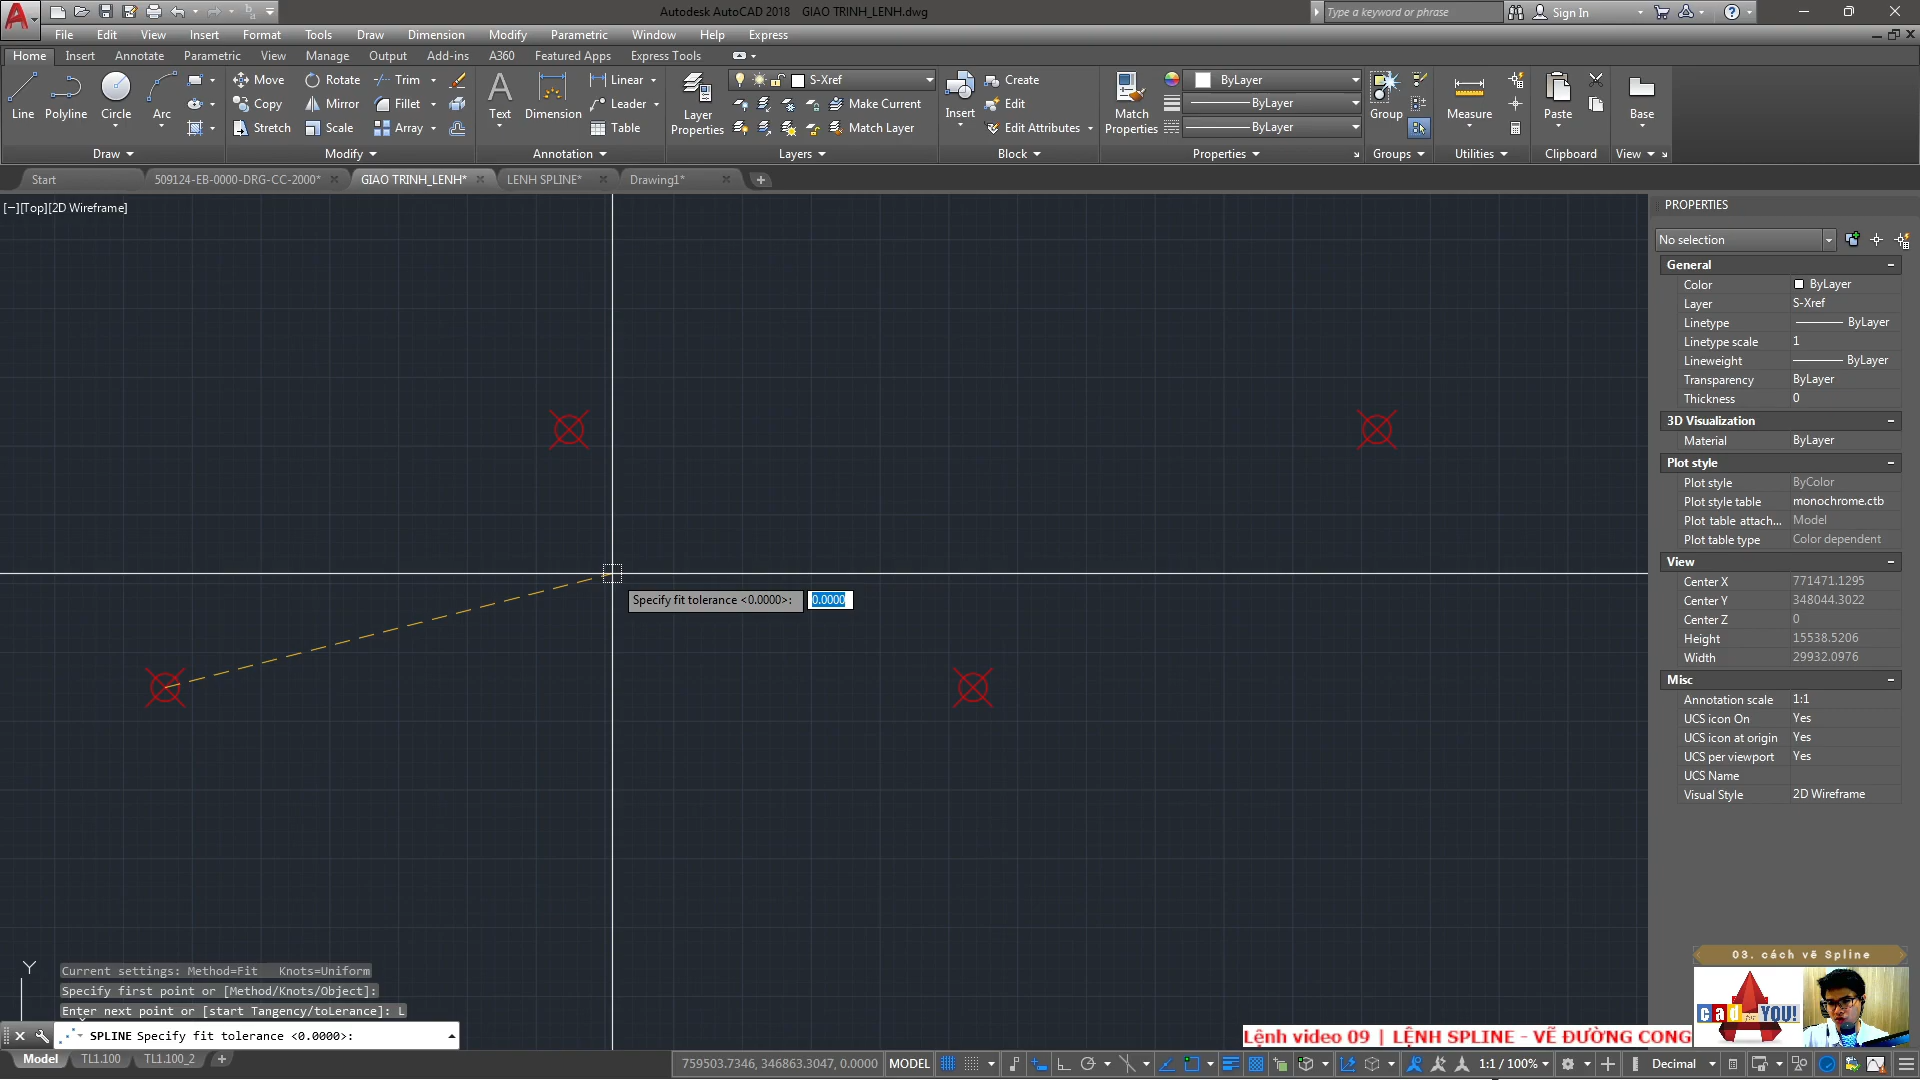 Autodesk AutoCAD 2018 GIAO TRINH_LENH.dwg
Type a keyword or phrase
Sign In
File Edit View Insert Format Tools Draw Dimension Modify Parametric Window Help Express
Home Insert Annotate Parametric View Manage Output Add-ins A360 Featured Apps Express Tools
Line Polyline Circle Arc
Draw
Move Rotate Trim
Copy Mirror Fillet
Stretch Scale Array
Modify
Text Dimension
Linear
Leader
Table
Annotation
Layer Properties
S-Xref
Make Current
Match Layer
Layers
Insert
Create
Edit
Edit Attributes
Block
Match Properties
ByLayer
ByLayer
ByLayer
Properties
Group
Groups
Measure
Utilities
Paste
Clipboard
Base
View
Start 509124-EB-0000-DRG-CC-2000* GIAO TRINH_LENH* LENH SPLINE* Drawing1*
[−][Top][2D Wireframe]
Specify fit tolerance <0.0000>: 0.0000
PROPERTIES
No selection
General
Color ByLayer
Layer S-Xref
Linetype ByLayer
Linetype scale 1
Lineweight ByLayer
Transparency ByLayer
Thickness 0
3D Visualization
Material ByLayer
Plot style
Plot style ByColor
Plot style table monochrome.ctb
Plot table attach... Model
Plot table type Color dependent
View
Center X 771471.1295
Center Y 348044.3022
Center Z 0
Height 15538.5206
Width 29932.0976
Misc
Annotation scale 1:1
UCS icon On Yes
UCS icon at origin Yes
UCS per viewport Yes
UCS Name
Visual Style 2D Wireframe
Y
Current settings: Method=Fit Knots=Uniform
Specify first point or [Method/Knots/Object]:
Enter next point or [start Tangency/toLerance]: L
SPLINE Specify fit tolerance <0.0000>:
03. cách vẽ Spline
cad for YOU!
Lệnh video 09 | LỆNH SPLINE - VẼ ĐƯỜNG CONG
Model TL1.100 TL1.100_2
759503.7346, 346863.3047, 0.0000 MODEL 1:1 / 100% Decimal